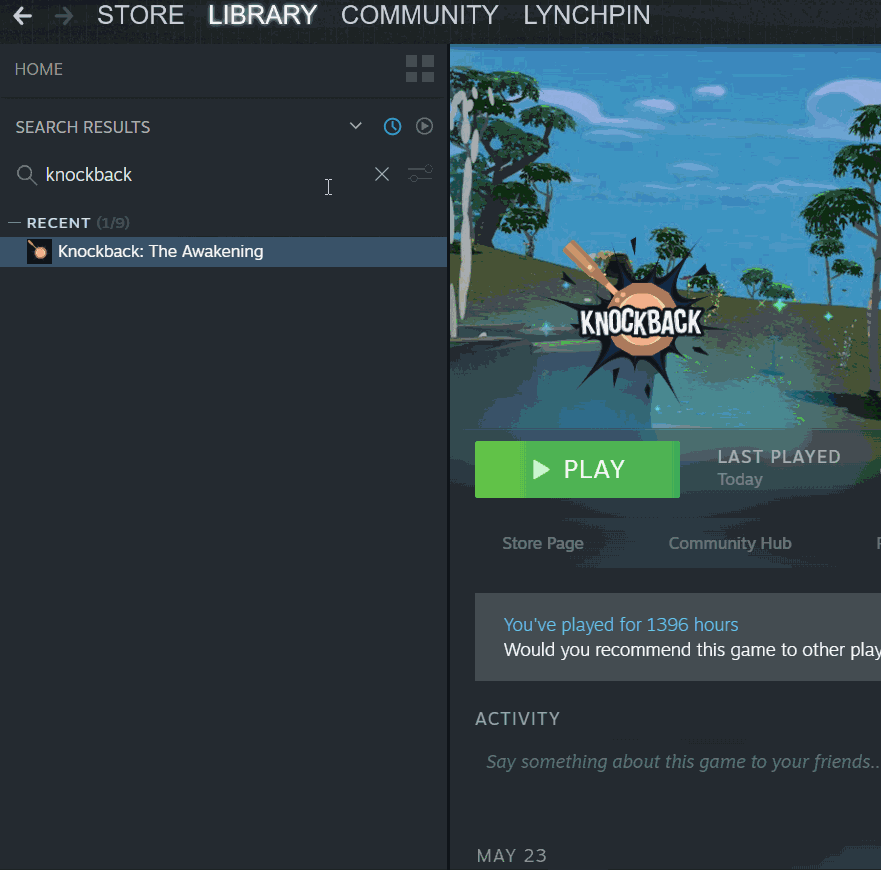 STORE LIBRARY COMMUNITY LYNCHPIN
HOME
SEARCH RESULTS
knockback
RECENT (1/9)
Knockback: The Awakening
KNOCKBACK
PLAY
LAST PLAYED
Today
Store Page
Community Hub
You've played for 1396 hours
Would you recommend this game to other play
ACTIVITY
Say something about this game to your friends..
MAY 23